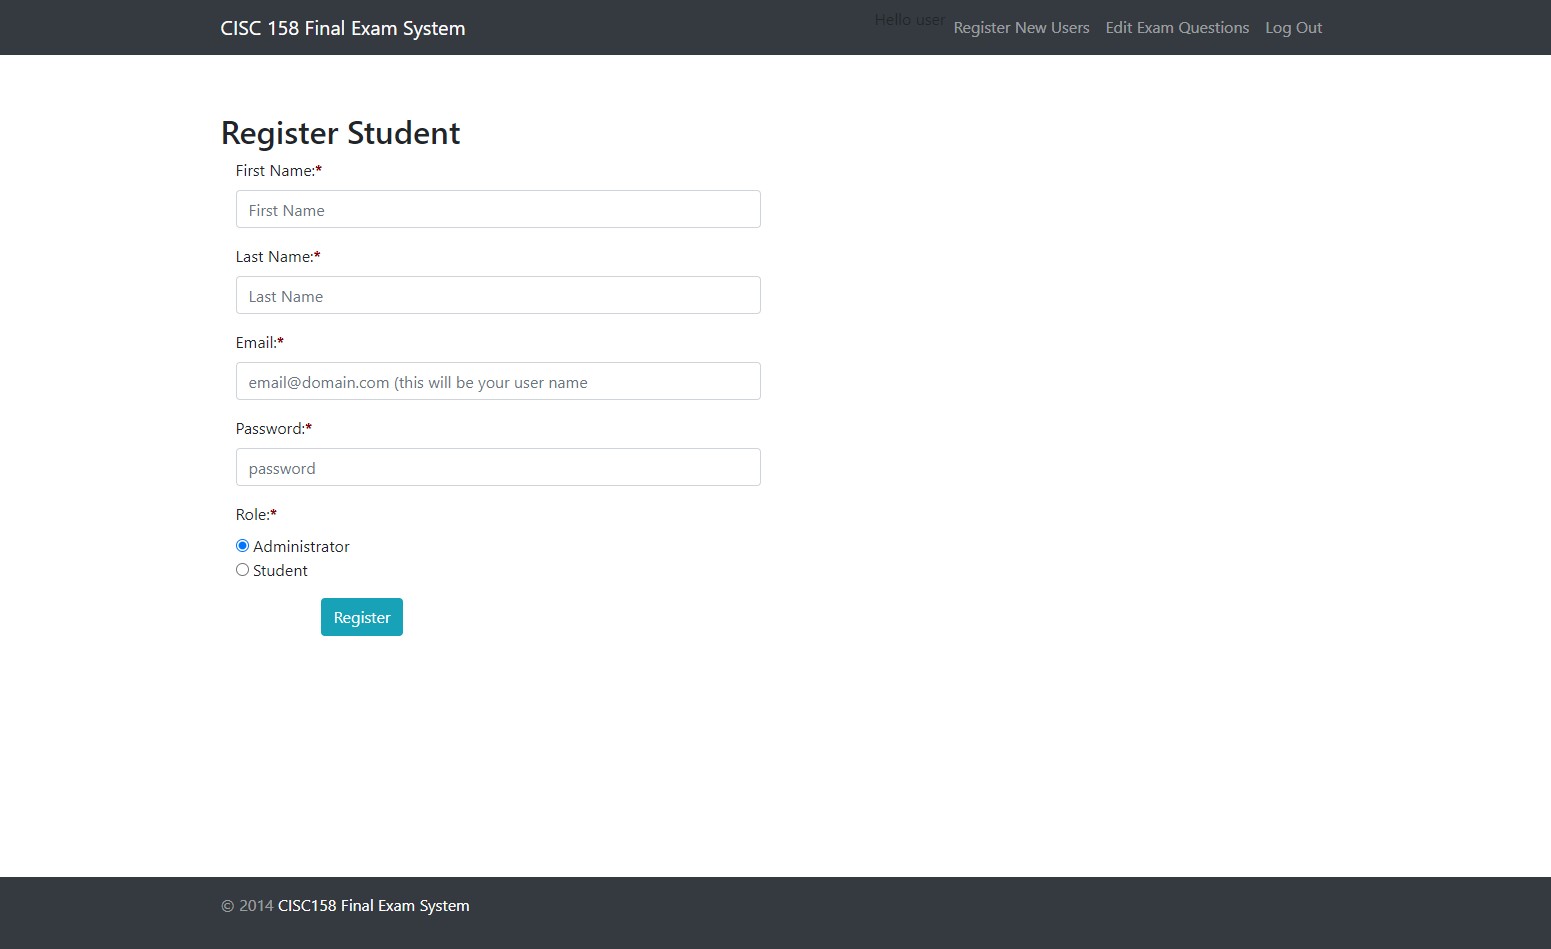 CISC 158 Final Exam System
Hello user Register New Users Edit Exam Questions Log Out
Register Student
First Name:*
First Name
Last Name:*
Last Name
Email:*
email@domain.com (this will be your user name
Password:*
password
Role:*
Administrator
Student
Register
© 2014 CISC158 Final Exam System